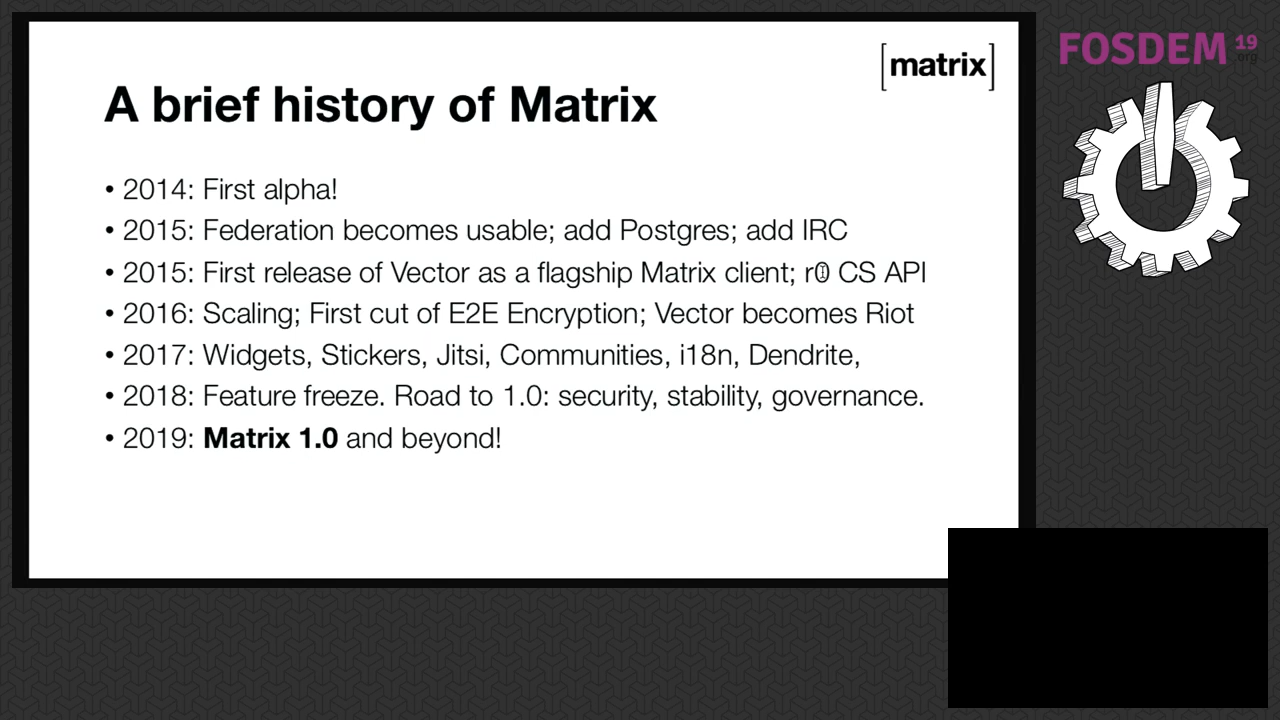 [matrix]
FOSDEM 19
.org
A brief history of Matrix
• 2014: First alpha!
• 2015: Federation becomes usable; add Postgres; add IRC
• 2015: First release of Vector as a flagship Matrix client; r0 CS API
• 2016: Scaling; First cut of E2E Encryption; Vector becomes Riot
• 2017: Widgets, Stickers, Jitsi, Communities, i18n, Dendrite,
• 2018: Feature freeze. Road to 1.0: security, stability, governance.
• 2019: Matrix 1.0 and beyond!